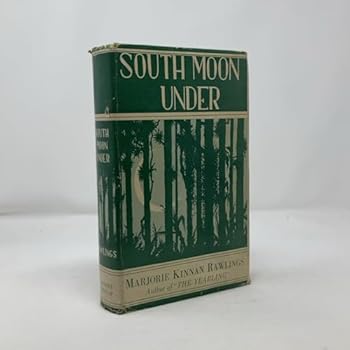 SOUTH MOON
UNDER
MARJORIE KINNAN RAWLINGS
Author of "THE YEARLING"
SOUTH
MOON
UNDER
RAWLINGS